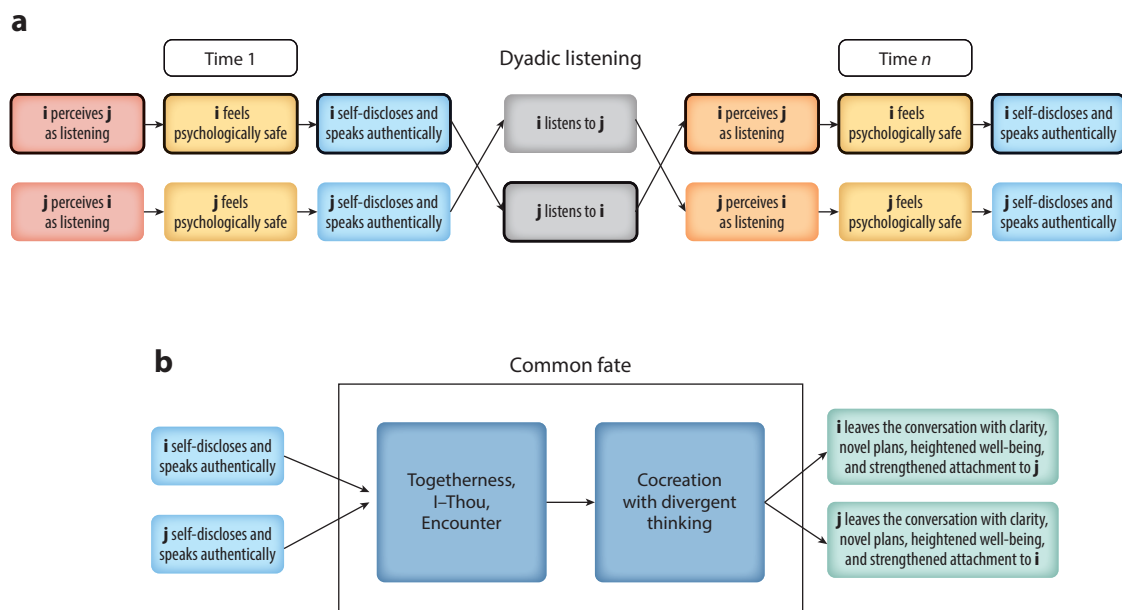 a
Time 1
Dyadic listening
Time n
i perceives j
as listening
i feels
psychologically safe
i self-discloses and
speaks authentically
i listens to j
i perceives j
as listening
i feels
psychologically safe
i self-discloses and
speaks authentically
j perceives i
as listening
j feels
psychologically safe
j self-discloses and
speaks authentically
j listens to i
j perceives i
as listening
j feels
psychologically safe
j self-discloses and
speaks authentically
b
Common fate
i self-discloses and
speaks authentically
j self-discloses and
speaks authentically
Togetherness,
I–Thou,
Encounter
Cocreation
with divergent
thinking
i leaves the conversation with clarity,
novel plans, heightened well-being,
and strengthened attachment to j
j leaves the conversation with clarity,
novel plans, heightened well-being,
and strengthened attachment to i